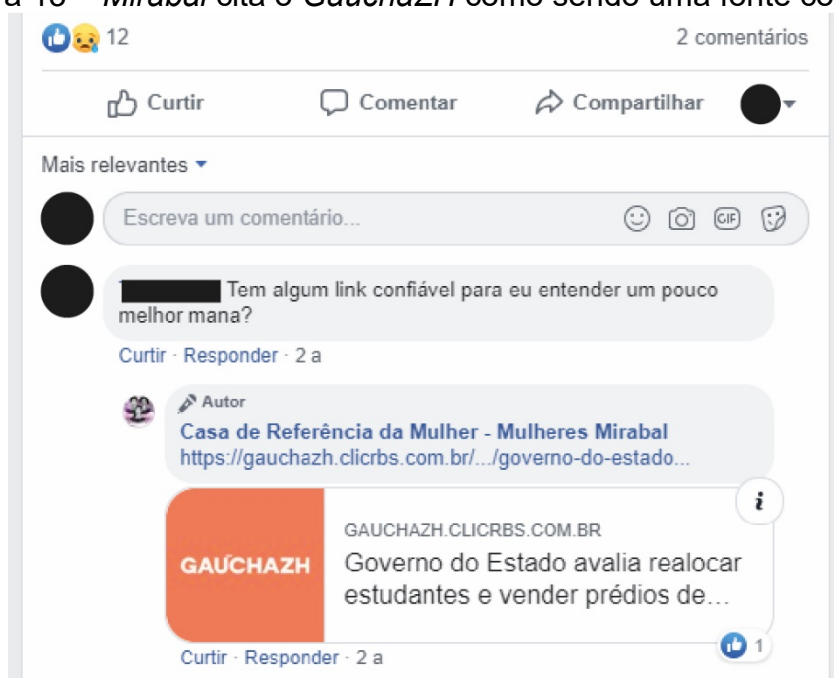 Mirabal cita o GaúchaZH como sendo uma fonte
12
2 comentários
Curtir
Comentar
Compartilhar
Mais relevantes
Escreva um comentário...
GIF
Tem algum link confiável para eu entender um pouco
melhor mana?
Curtir · Responder · 2 a
Autor
Casa de Referência da Mulher - Mulheres Mirabal
https://gauchazh.clicrbs.com.br/.../governo-do-estado...
GAÚCHAZH
GAUCHAZH.CLICRBS.COM.BR
Governo do Estado avalia realocar
estudantes e vender prédios de...
1
Curtir · Responder · 2 a